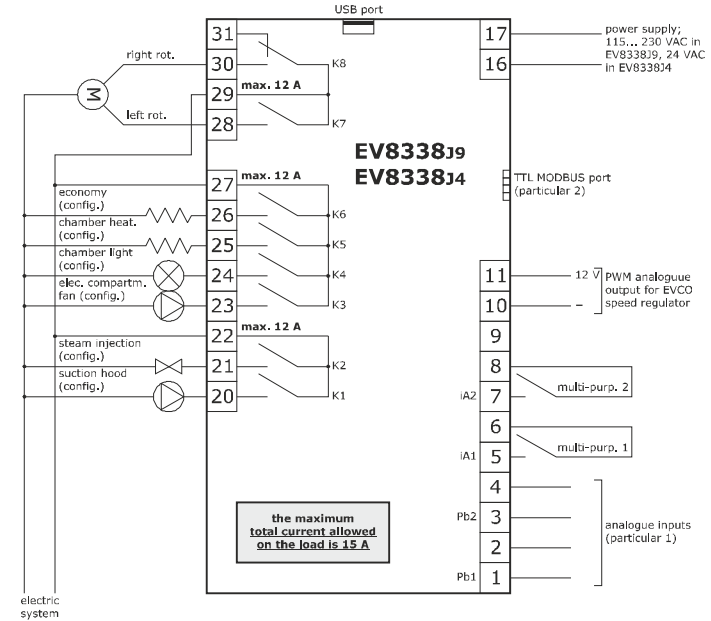 USB port
31
30
29
28
27
26
25
24
23
22
21
20
right rot.
M
left rot.
economy
(config.)
chamber heat.
(config.)
chamber light
(config.)
elec. compartm.
fan (config.)
steam injection
(config.)
suction hood
(config.)
electric
system
K8
max. 12 A
K7
max. 12 A
K6
K5
K4
K3
max. 12 A
K2
K1
EV8338J9
EV8338J4
the maximum
total current allowed
on the load is 15 A
17
16
11
10
9
8
7
6
5
4
3
2
1
iA2
iA1
Pb2
Pb1
power supply;
115... 230 VAC in
EV8338J9, 24 VAC
in EV8338J4
TTL MODBUS port
(particular 2)
12 V
–
PWM analoguue
output for EVCO
speed regulator
multi-purp. 2
multi-purp. 1
analogue inputs
(particular 1)